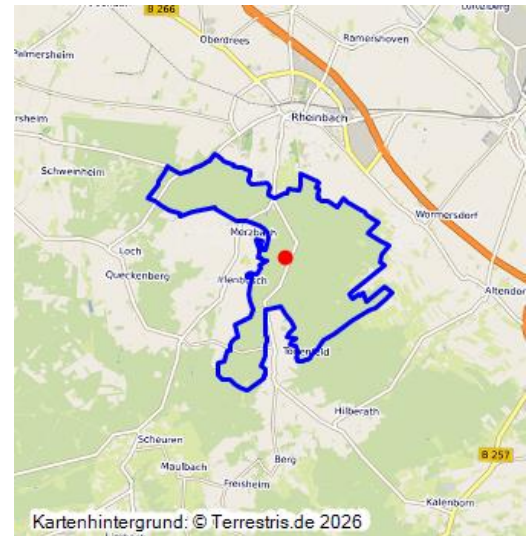 B 266
Oberdrees
Ramershoven
Palmersheim
Rheinbach
Schweinheim
Wormersdorf
Merzbach
Loch
Queckenberg
Irlenbusch
Altendorf
Todenfeld
Hilberath
Scheuren
B 257
Berg
Maulbach
Freisheim
Kalenborn
Kartenhintergrund: © Terrestris.de 2026